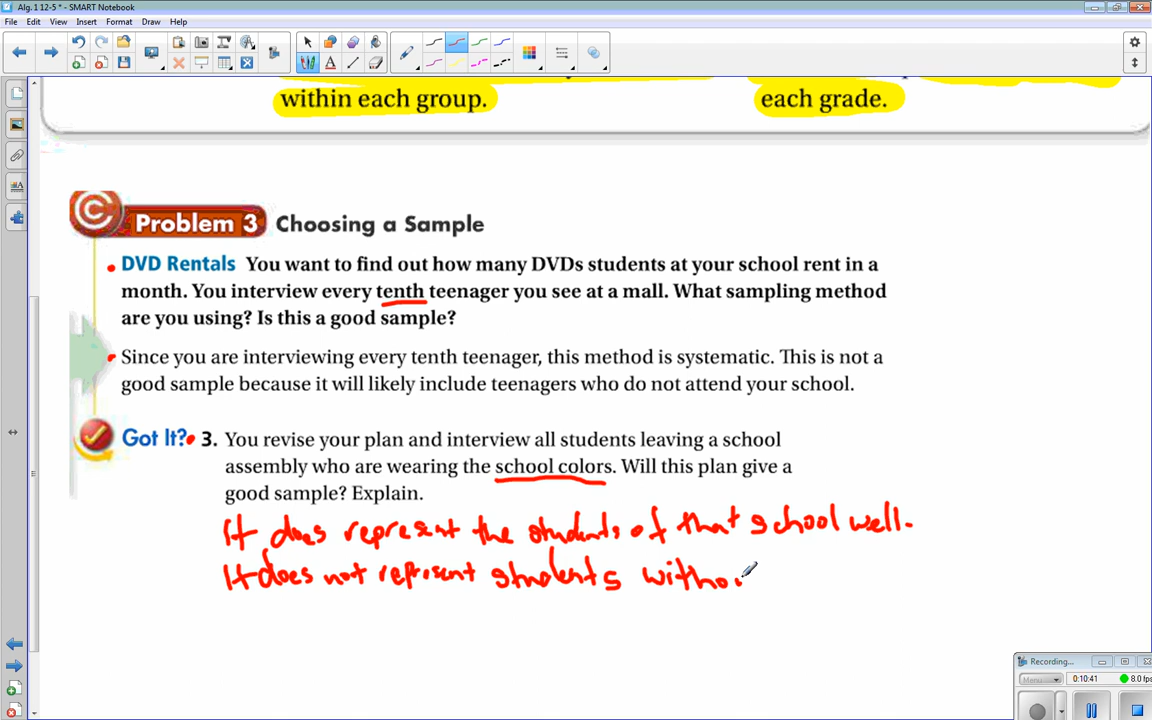 Alg.1 12-5 * - SMART Notebook
File Edit View Insert Format Draw Help
within each group.
each grade.
Problem 3 Choosing a Sample
DVD Rentals You want to find out how many DVDs students at your school rent in a
month. You interview every tenth teenager you see at a mall. What sampling method
are you using? Is this a good sample?
Since you are interviewing every tenth teenager, this method is systematic. This is not a
good sample because it will likely include teenagers who do not attend your school.
Got It? 3. You revise your plan and interview all students leaving a school
assembly who are wearing the school colors. Will this plan give a
good sample? Explain.
It does represent the students of that school well.
It does not represent students witho
Recording...
Menu 0:10:41 8.0 fps